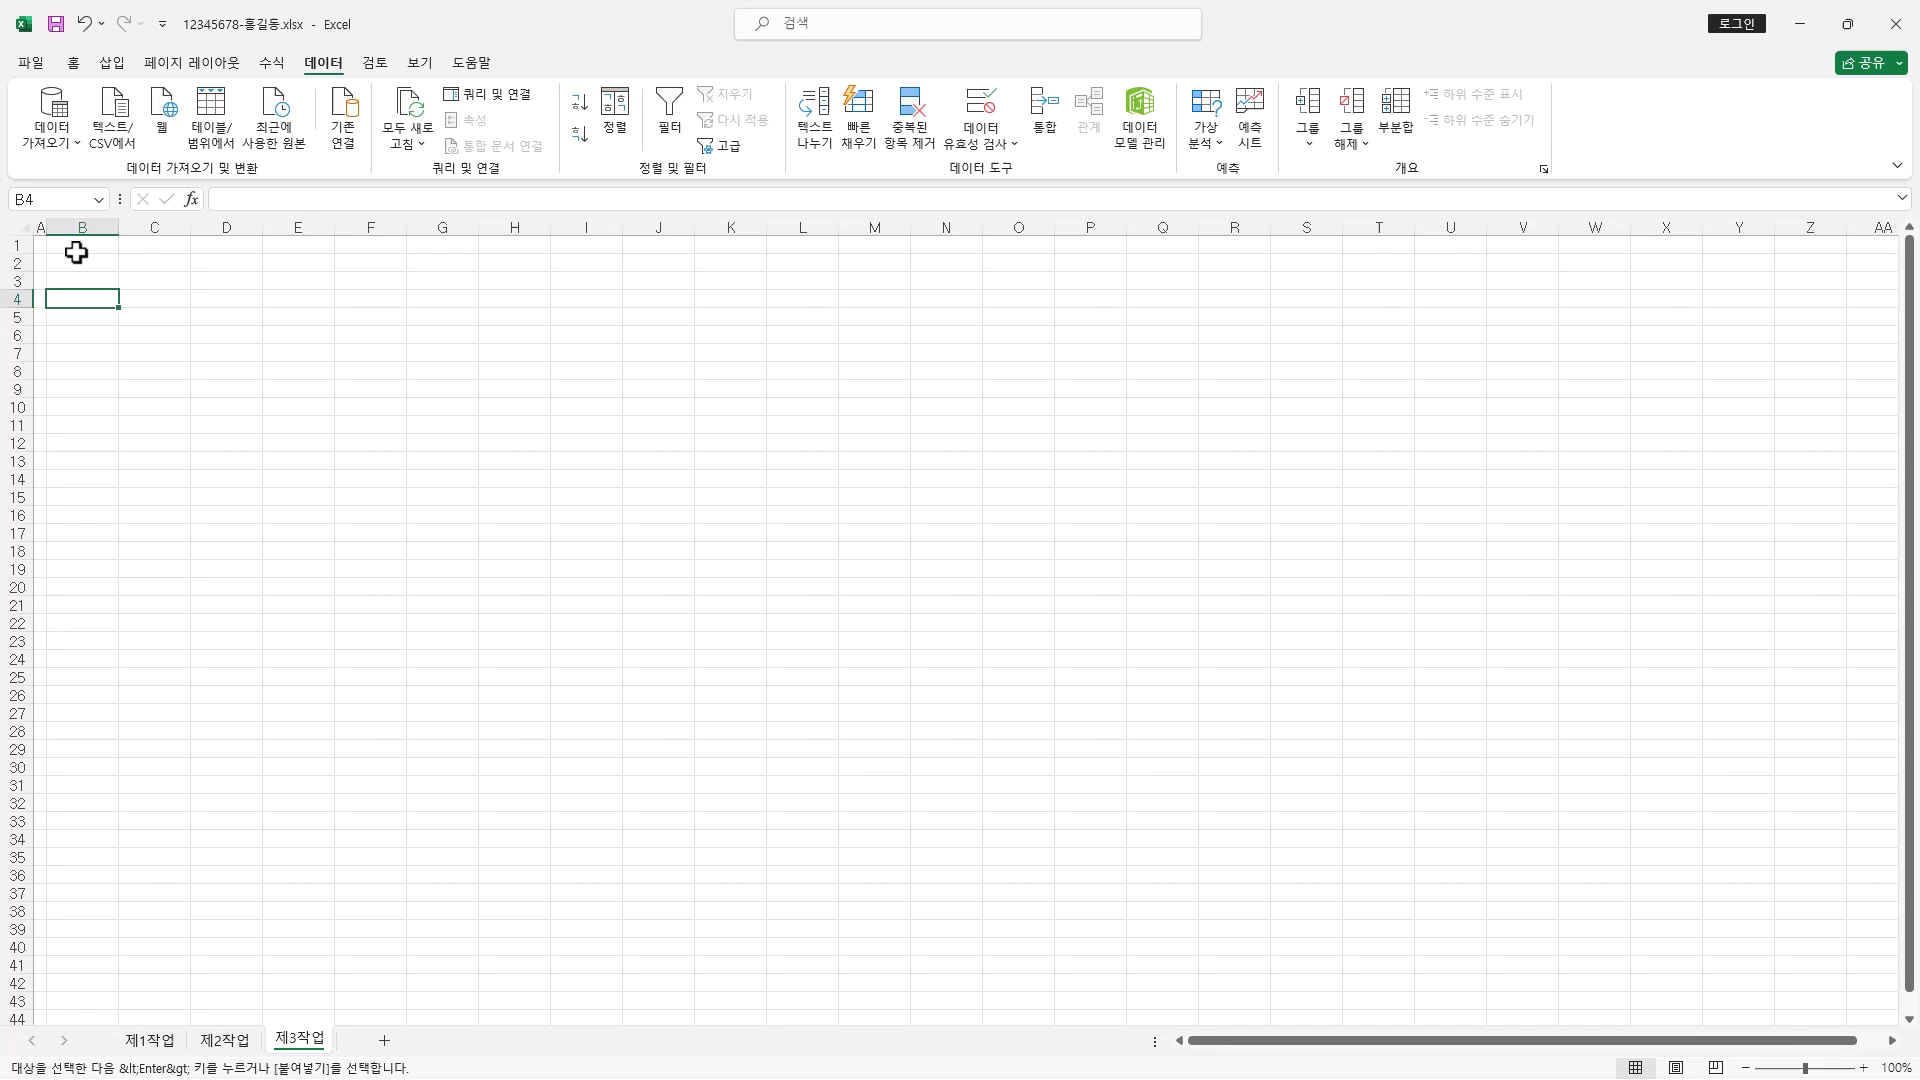 12345678-홍길동.xlsx - Excel
검색
로그인
파일 홈 삽입 페이지 레이아웃 수식 데이터 검토 보기 도움말
공유
데이터 가져오기
텍스트/CSV에서
웹
테이블/범위에서
최근에 사용한 원본
기존 연결
데이터 가져오기 및 변환
모두 새로 고침
쿼리 및 연결
속성
통합 문서 연결
쿼리 및 연결
정렬
필터
지우기
다시 적용
고급
정렬 및 필터
텍스트 나누기
빠른 채우기
중복된 항목 제거
데이터 유효성 검사
통합
관계
데이터 모델 관리
데이터 도구
가상 분석
예측 시트
예측
그룹
그룹 해제
부분합
하위 수준 표시
하위 수준 숨기기
개요
B4
fx
A B C D E F G H I J K L M N O P Q R S T U V W X Y Z AA
1
2
3
4
5
6
7
8
9
10
11
12
13
14
15
16
17
18
19
20
21
22
23
24
25
26
27
28
29
30
31
32
33
34
35
36
37
38
39
40
41
42
43
44
제1작업 제2작업 제3작업
대상을 선택한 다음 &lt;Enter&gt; 키를 누르거나 [붙여넣기]를 선택합니다.
100%